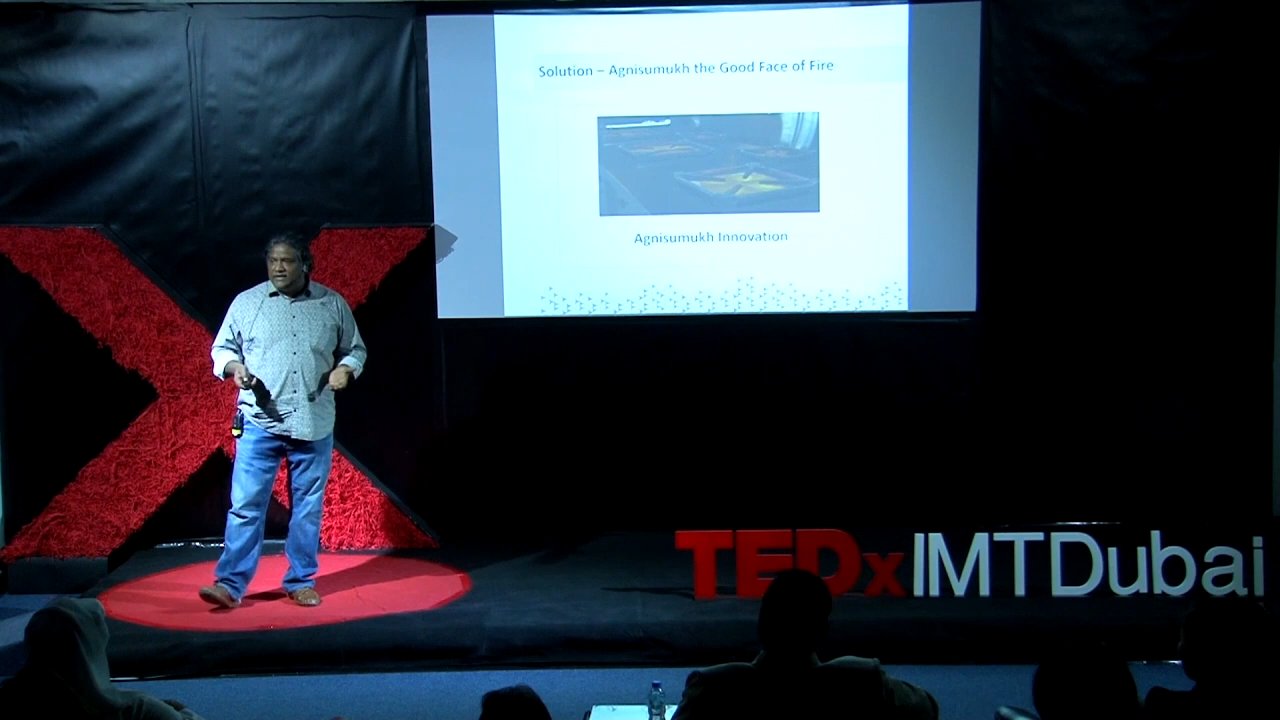 Solution – Agnisumukh the Good Face of Fire
Agnisumukh Innovation
TEDxIMTDubai